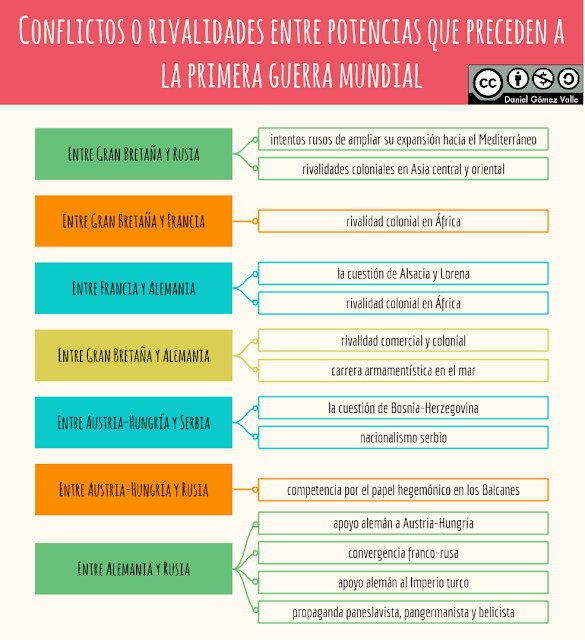 Conflictos o rivalidades entre potencias que preceden a
la primera guerra mundial
cc
Daniel Gómez Valle
Entre Gran Bretaña y Rusia
intentos rusos de ampliar su expansión hacia el Mediterráneo
rivalidades coloniales en Asia central y oriental
Entre Gran Bretaña y Francia
rivalidad colonial en África
Entre Francia y Alemania
la cuestión de Alsacia y Lorena
rivalidad colonial en África
Entre Gran Bretaña y Alemania
rivalidad comercial y colonial
carrera armamentística en el mar
Entre Austria-Hungría y Serbia
la cuestión de Bosnia-Herzegovina
nacionalismo serbio
Entre Austria-Hungría y Rusia
competencia por el papel hegemónico en los Balcanes
Entre Alemania y Rusia
apoyo alemán a Austria-Hungría
convergencia franco-rusa
apoyo alemán al Imperio turco
propaganda paneslavista, pangermanista y belicista